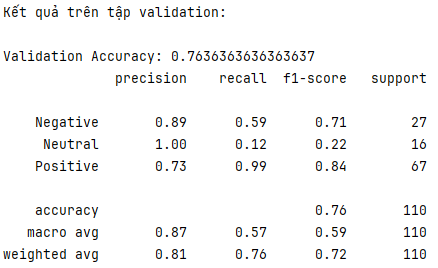 Kết quả trên tập validation:
Validation Accuracy: 0.7636363636363637
precision recall f1-score support
Negative 0.89 0.59 0.71 27
Neutral 1.00 0.12 0.22 16
Positive 0.73 0.99 0.84 67
accuracy 0.76 110
macro avg 0.87 0.57 0.59 110
weighted avg 0.81 0.76 0.72 110